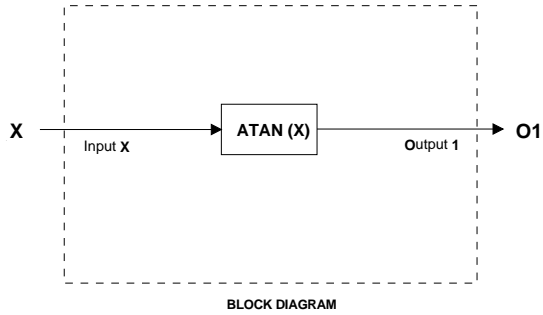 X
Input X
ATAN (X)
Output 1
O1
BLOCK DIAGRAM